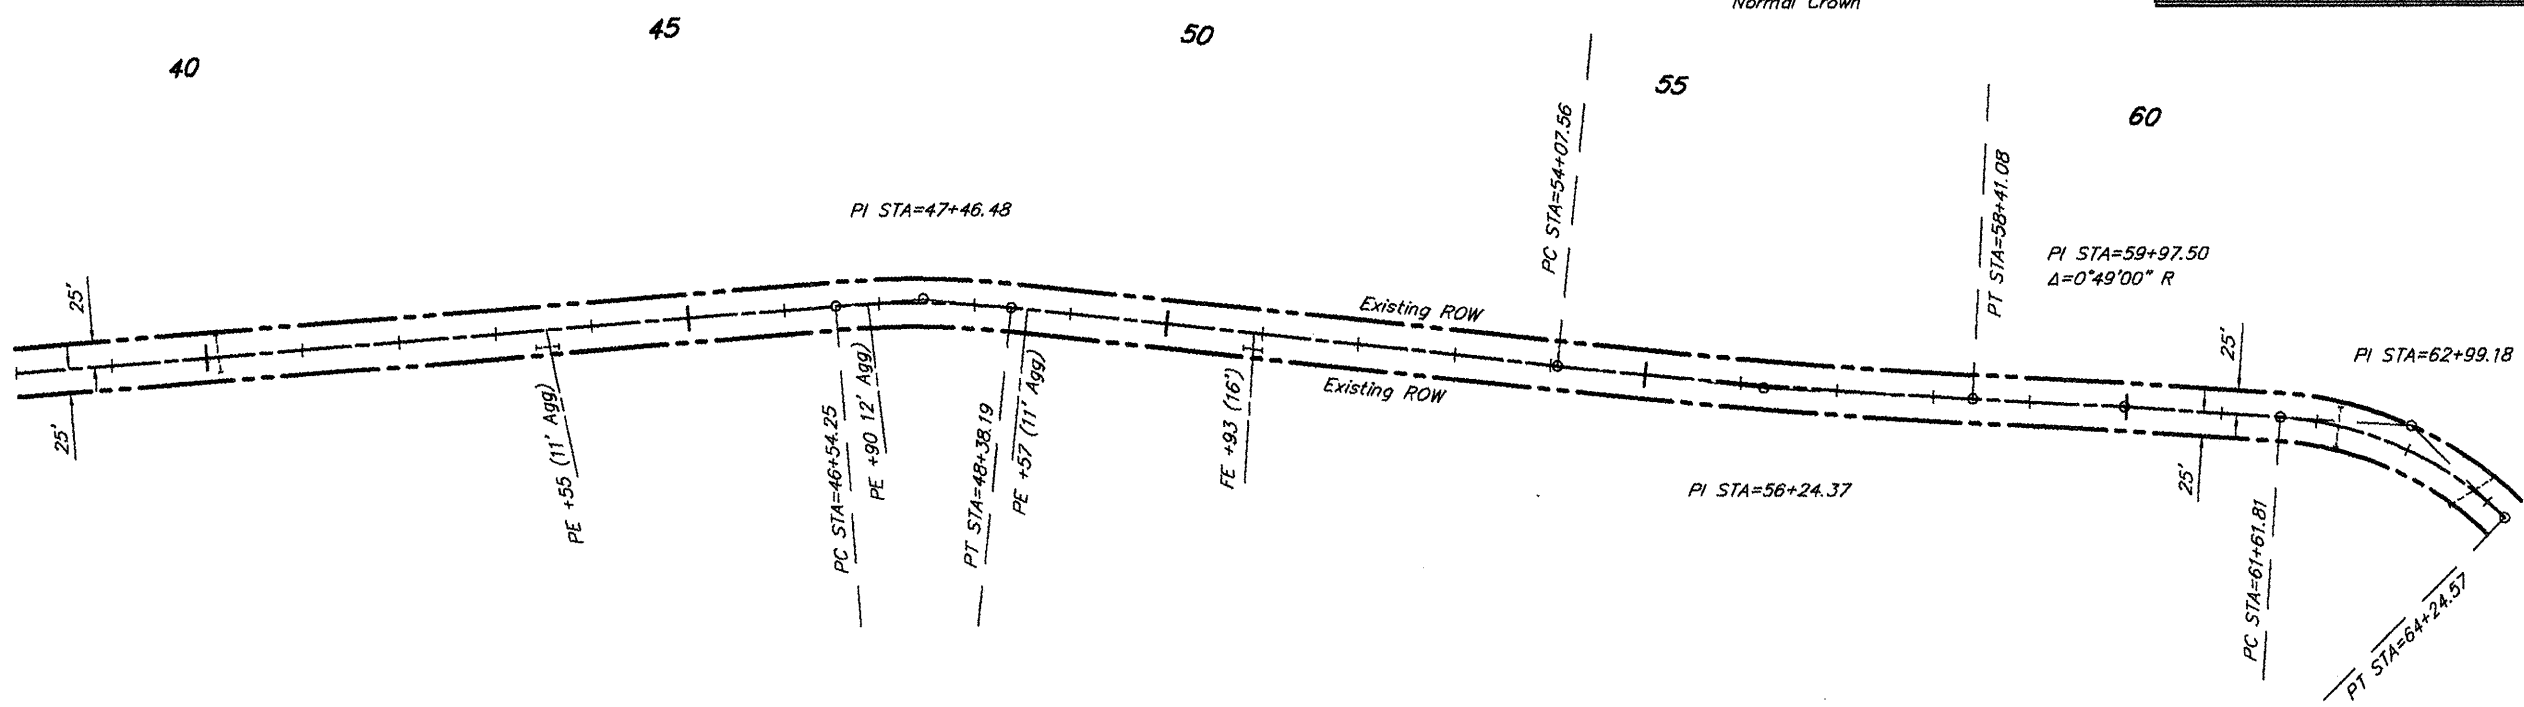 Normal Crown
40
45
50
55
60
PI STA=47+46.48
PC STA=54+07.56
PT STA=58+41.08
PI STA=59+97.50
Δ=0°49'00" R
PI STA=62+99.18
25'
25'
Existing ROW
Existing ROW
25'
25'
PE +55 (11' Agg)
PC STA=46+54.25
PE +90 12' Agg)
PT STA=48+38.19
PE +57 (11' Agg)
FE +93 (16')
PI STA=56+24.37
PC STA=61+61.81
PT STA=64+24.57